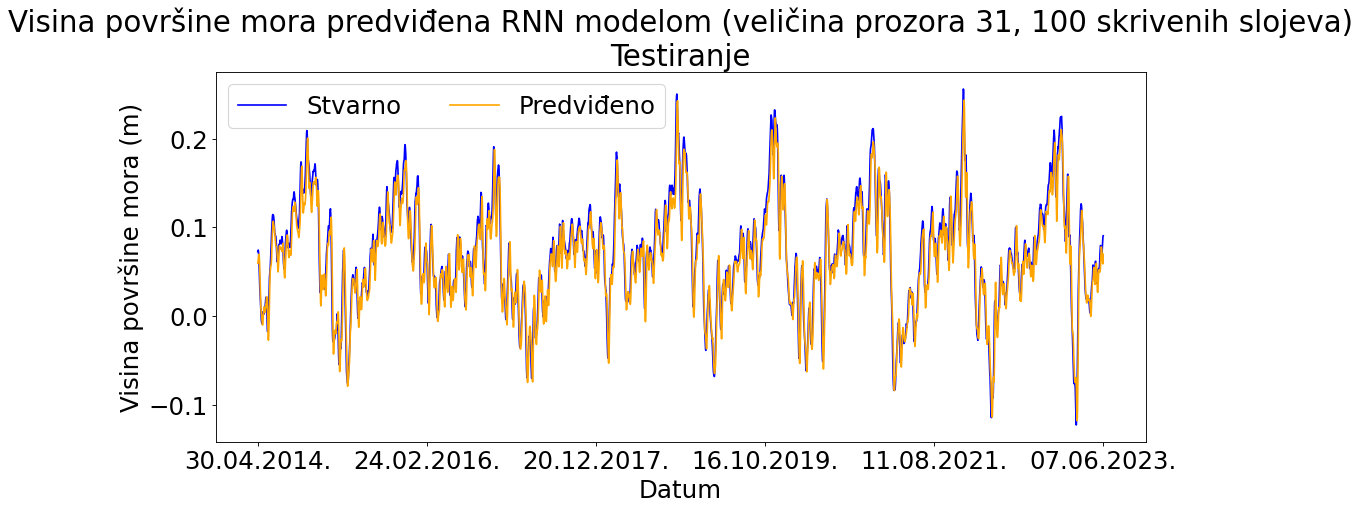 Visina površine mora predviđena RNN modelom (veličina prozora 31, 100 skrivenih slojeva)
Testiranje
Stvarno
Predviđeno
Visina površine mora (m)
0.2
0.1
0.0
−0.1
30.04.2014.
24.02.2016.
20.12.2017.
16.10.2019.
11.08.2021.
07.06.2023.
Datum